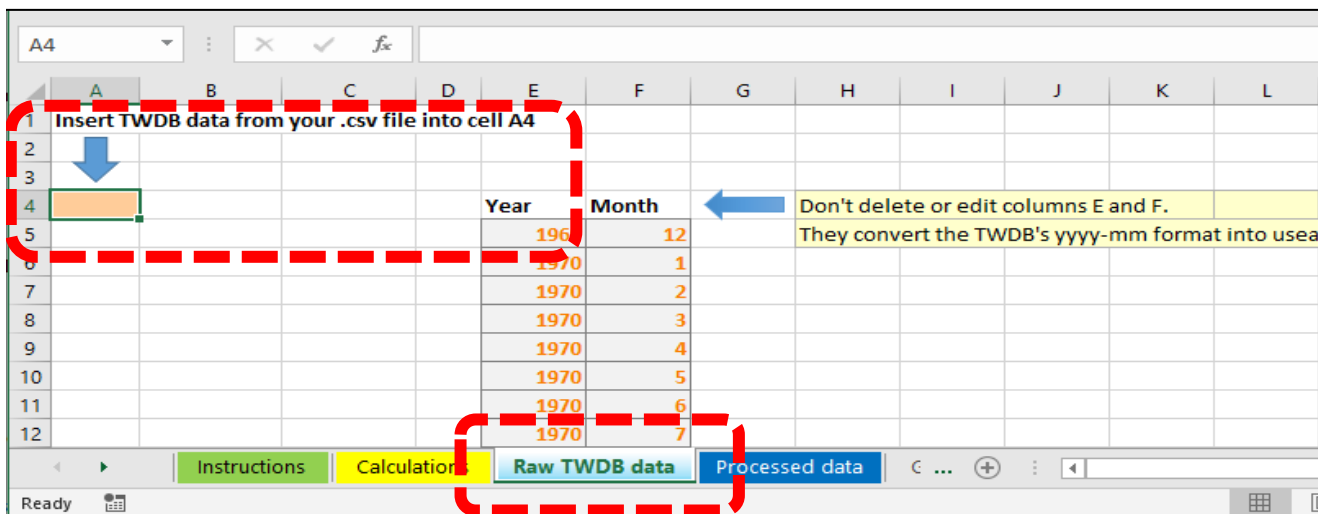 A4 fx
A B C D E F G H I J K L
1 Insert TWDB data from your .csv file into cell A4
2
3
4 Year Month Don't delete or edit columns E and F.
5 196 12 They convert the TWDB's yyyy-mm format into usea
6 1970 1
7 1970 2
8 1970 3
9 1970 4
10 1970 5
11 1970 6
12 1970 7
Instructions Calculations Raw TWDB data Processed data ...
Ready